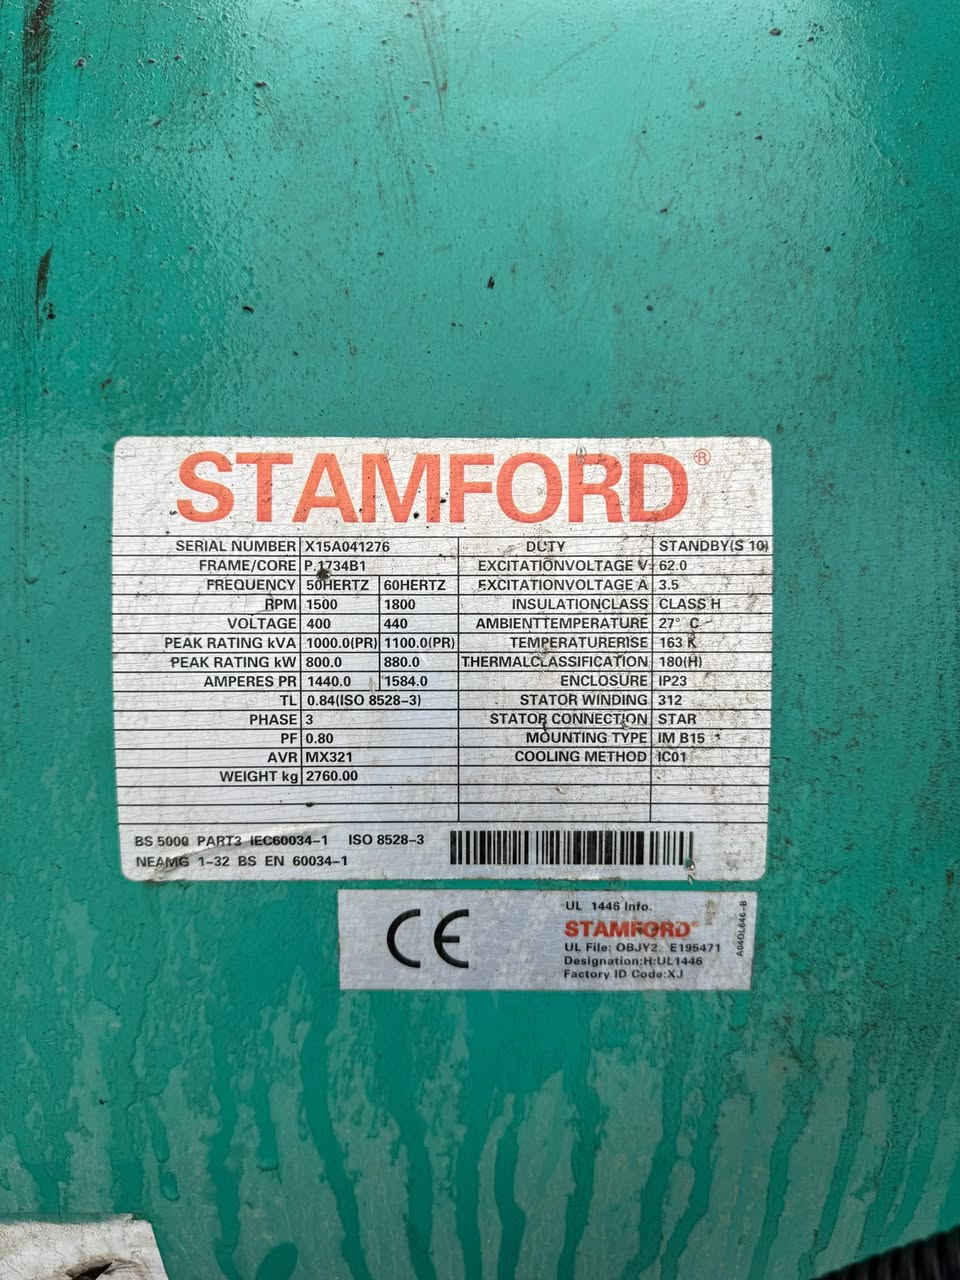 STAMFORD®
SERIAL NUMBER X15A041276 DUTY STANDBY(S 10)
FRAME/CORE P.1734B1 EXCITATIONVOLTAGE V 62.0
FREQUENCY 50HERTZ 60HERTZ EXCITATIONVOLTAGE A 3.5
RPM 1500 1800 INSULATIONCLASS CLASS H
VOLTAGE 400 440 AMBIENTTEMPERATURE 27° C
PEAK RATING kVA 1000.0(PR) 1100.0(PR) TEMPERATURERISE 163 K
PEAK RATING kW 800.0 880.0 THERMALCLASSIFICATION 180(H)
AMPERES PR 1440.0 1584.0 ENCLOSURE IP23
TL 0.84(ISO 8528-3) STATOR WINDING 312
PHASE 3 STATOR CONNECTION STAR
PF 0.80 MOUNTING TYPE IM B15
AVR MX321 COOLING METHOD IC01
WEIGHT kg 2760.00
BS 5000 PART3 IEC60034-1 ISO 8528-3
NEAMG 1-32 BS EN 60034-1
CE
UL 1446 Info.
STAMFORD
UL File: OBJY2. E195471
Designation:H:UL1446
Factory ID Code:XJ
A040L646-B